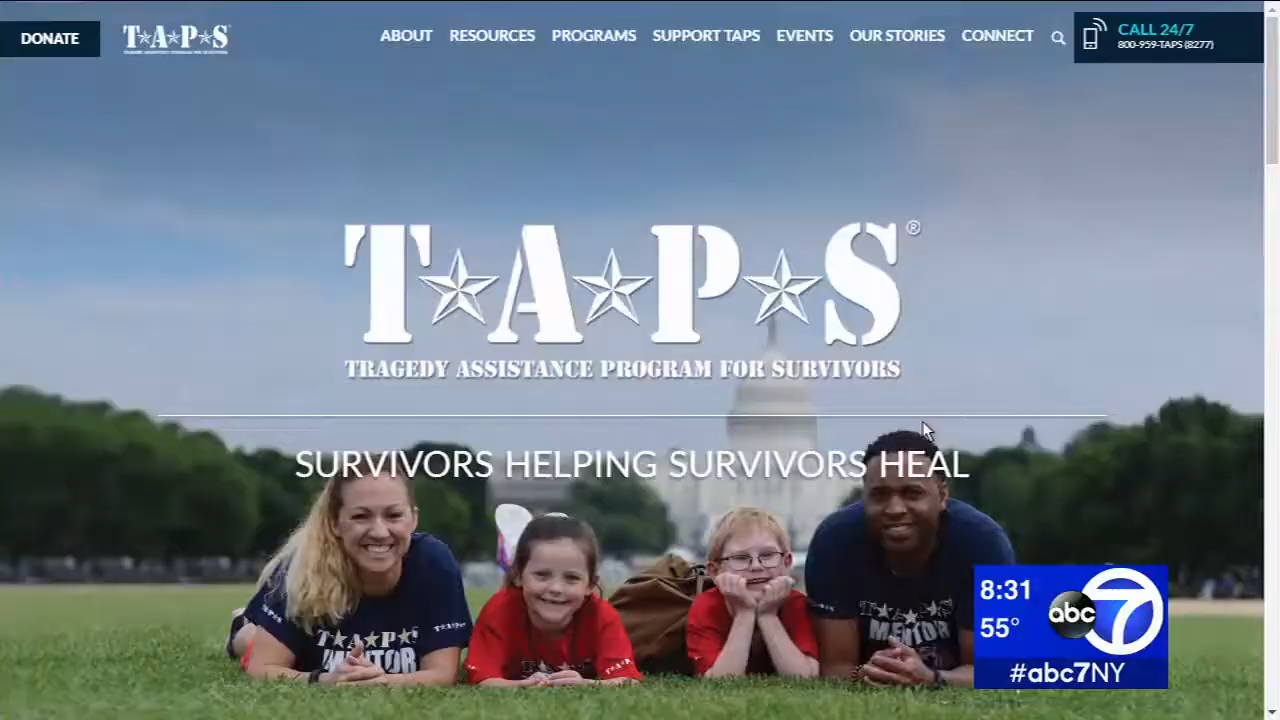 DONATE
T★A★P★S
ABOUT
RESOURCES
PROGRAMS
SUPPORT TAPS
EVENTS
OUR STORIES
CONNECT
CALL 24/7
800-959-TAPS (8277)
T★A★P★S®
TRAGEDY ASSISTANCE PROGRAM FOR SURVIVORS
SURVIVORS HELPING SURVIVORS HEAL
T★A★P★S
MENTOR
T★A★P★S
MENTOR
8:31
55°
abc 7
#abc7NY